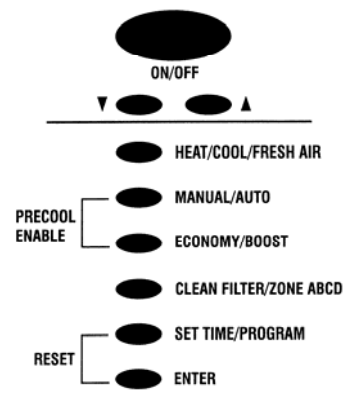 ON/OFF
▼ ▲
HEAT/COOL/FRESH AIR
MANUAL/AUTO
PRECOOL
ENABLE
ECONOMY/BOOST
CLEAN FILTER/ZONE ABCD
SET TIME/PROGRAM
RESET
ENTER